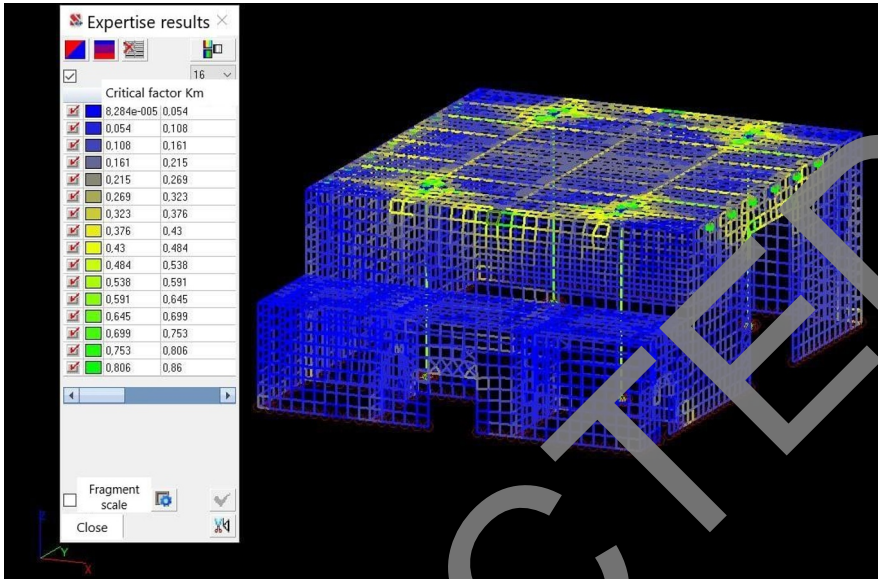 Expertise results
16
Critical factor Km
8,284e-005 0,054
0,054 0,108
0,108 0,161
0,161 0,215
0,215 0,269
0,269 0,323
0,323 0,376
0,376 0,43
0,43 0,484
0,484 0,538
0,538 0,591
0,591 0,645
0,645 0,699
0,699 0,753
0,753 0,806
0,806 0,86
Fragment
scale
Close
Z
Y
X